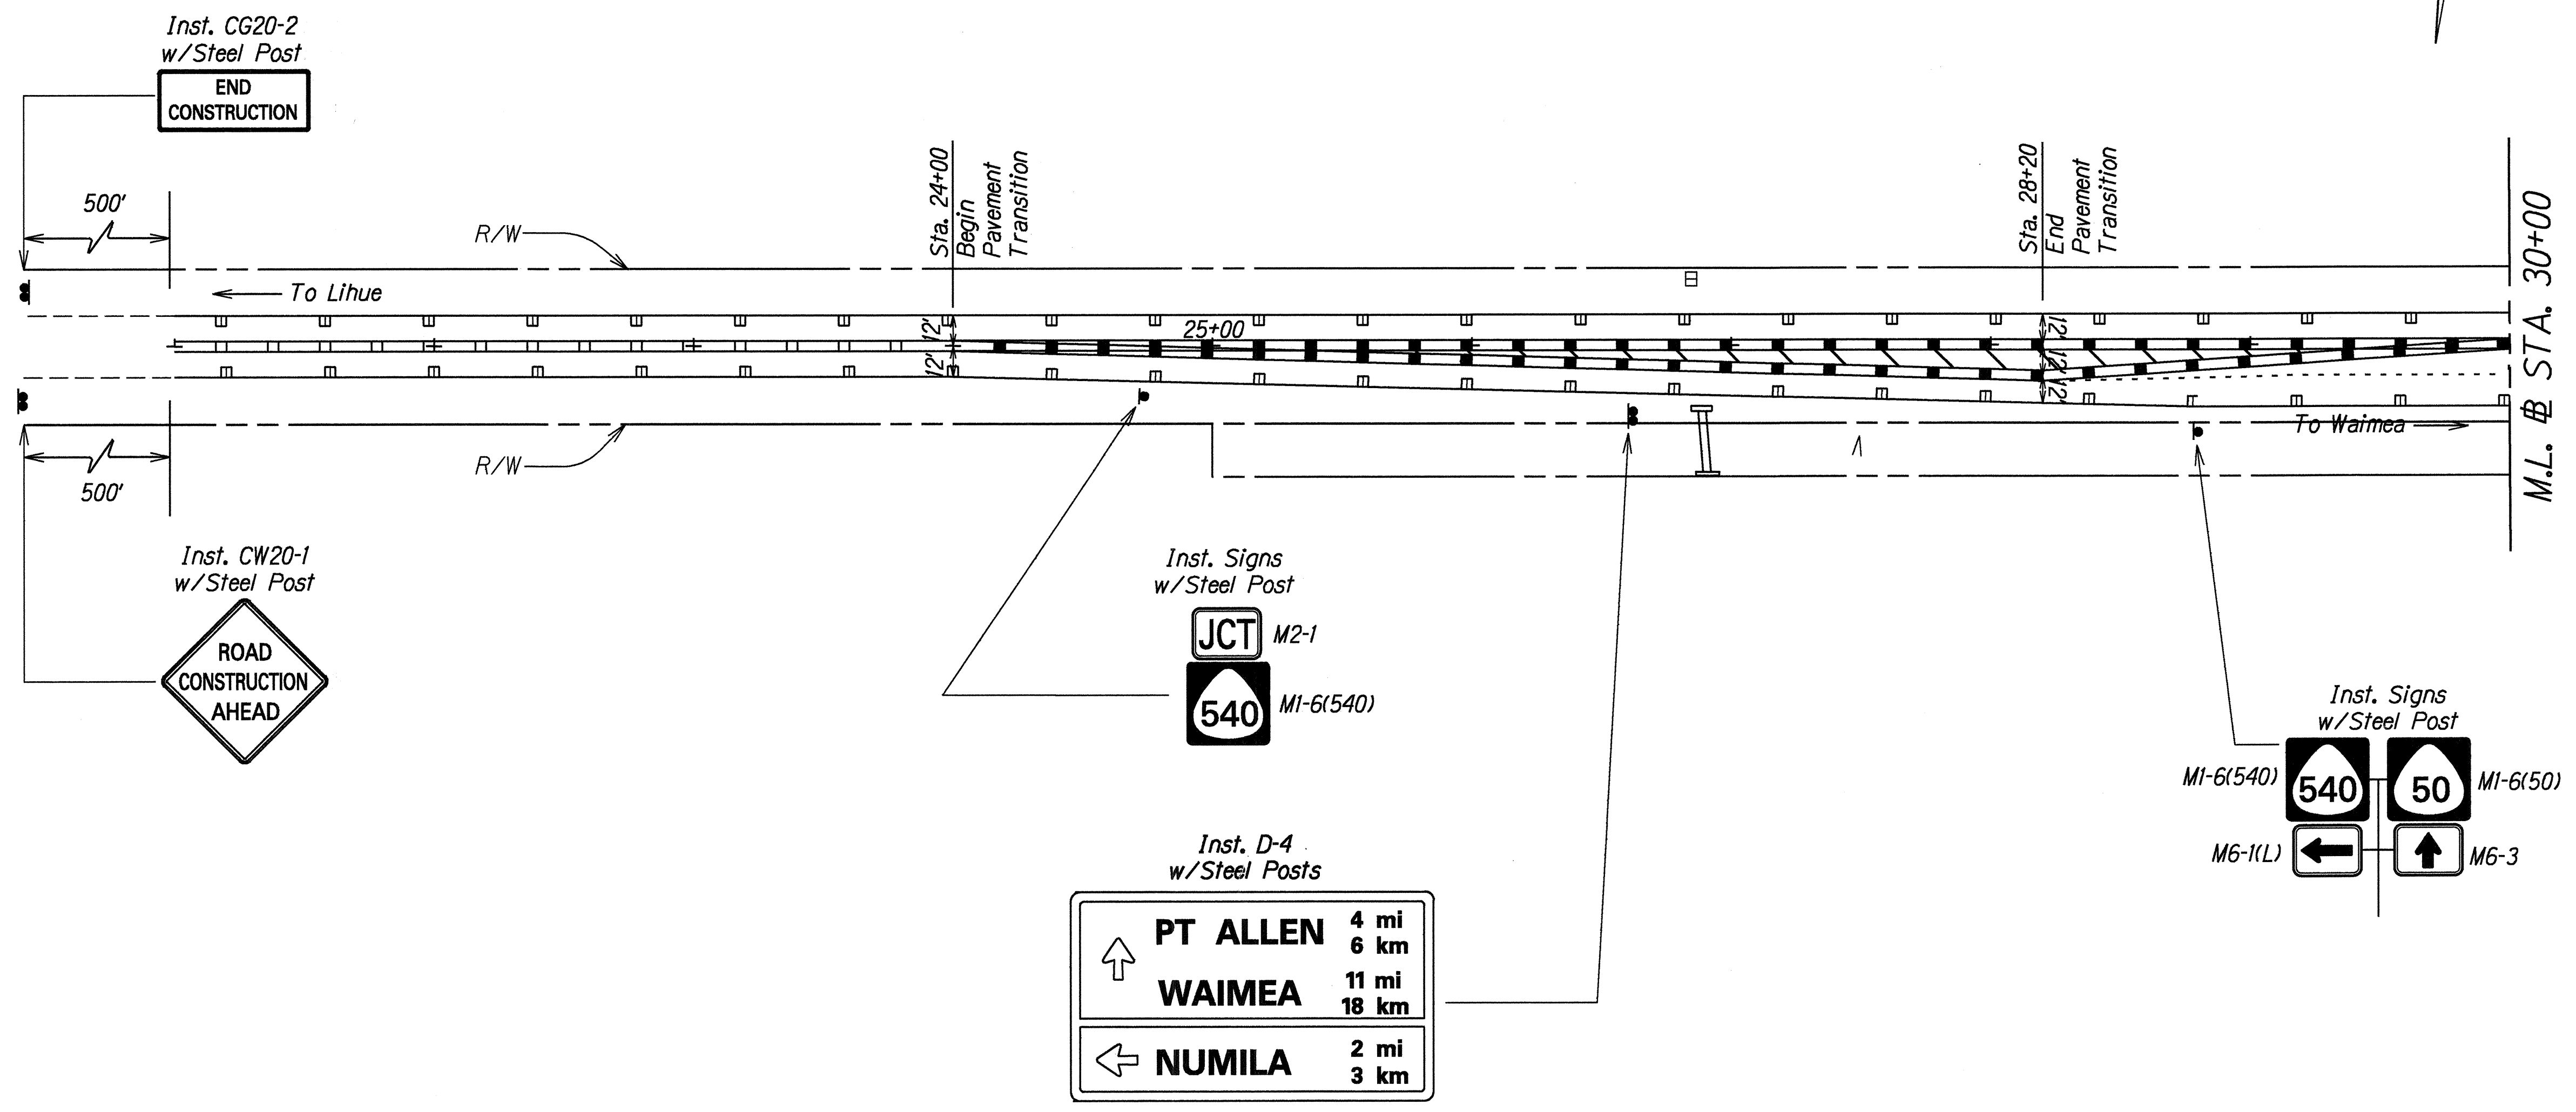 Inst. CG20-2
w/Steel Post
END
CONSTRUCTION
500'
R/W
To Lihue
Sta. 24+00
Begin
Pavement
Transition
Sta. 28+20
End
Pavement
Transition
12'
12'
25+00
12'
12'
12'
M.L. ℄ STA. 30+00
To Waimea
R/W
500'
Inst. CW20-1
w/Steel Post
ROAD
CONSTRUCTION
AHEAD
Inst. Signs
w/Steel Post
JCT M2-1
540 M1-6(540)
Inst. D-4
w/Steel Posts
PT ALLEN 4 mi
6 km
WAIMEA 11 mi
18 km
NUMILA 2 mi
3 km
Inst. Signs
w/Steel Post
M1-6(540) 540 50 M1-6(50)
M6-1(L) M6-3